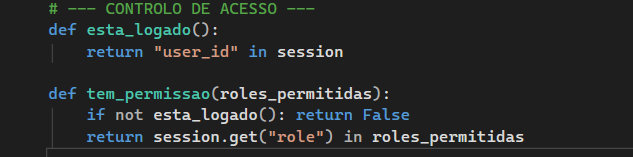 # --- CONTROLO DE ACESSO ---
def esta_logado():
    return "user_id" in session

def tem_permissao(roles_permitidas):
    if not esta_logado(): return False
    return session.get("role") in roles_permitidas